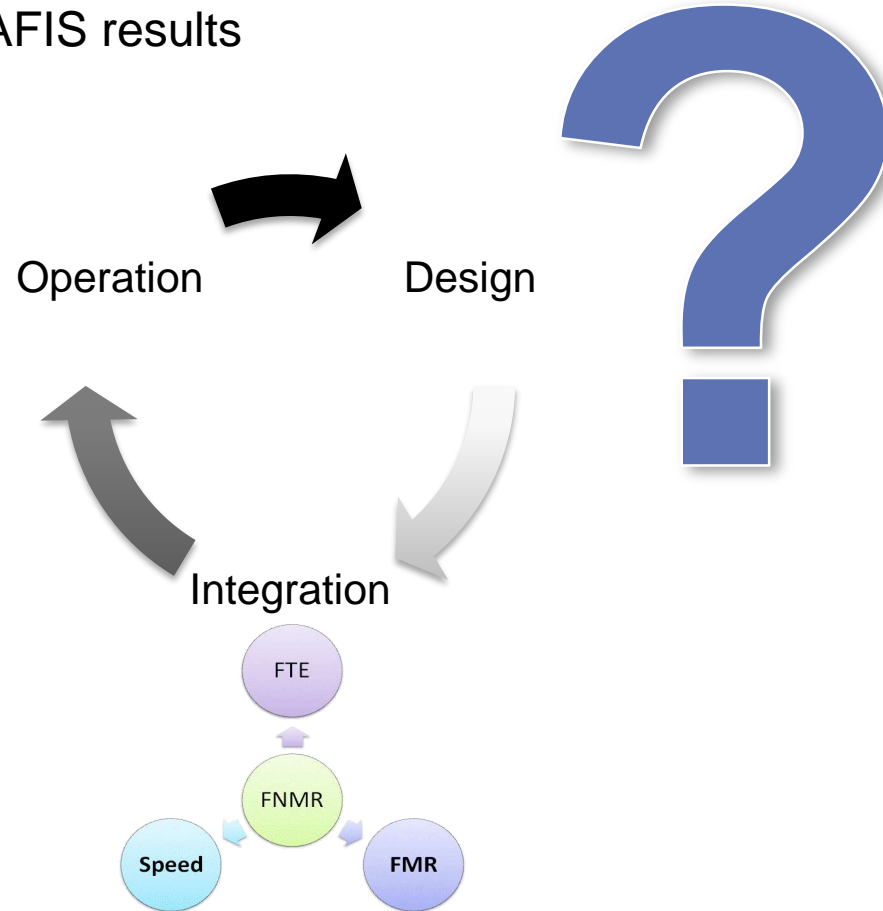 AFIS results
?
Operation
Design
Integration
FTE
FNMR
Speed
FMR